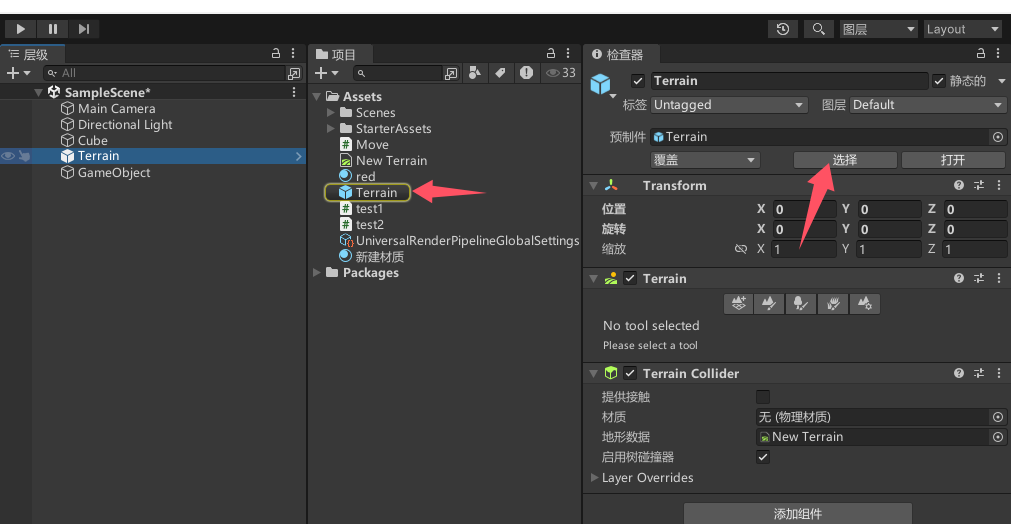 图层
Layout
层级
All
SampleScene*
Main Camera
Directional Light
Cube
Terrain
GameObject
项目
33
Assets
Scenes
StarterAssets
Move
New Terrain
red
Terrain
test1
test2
UniversalRenderPipelineGlobalSettings
新建材质
Packages
检查器
Terrain
静态的
标签 Untagged 图层 Default
预制件 Terrain
覆盖 选择 打开
Transform
位置 X 0 Y 0 Z 0
旋转 X 0 Y 0 Z 0
缩放 X 1 Y 1 Z 1
Terrain
No tool selected
Please select a tool
Terrain Collider
提供接触
材质 无 (物理材质)
地形数据 New Terrain
启用树碰撞器
Layer Overrides
添加组件